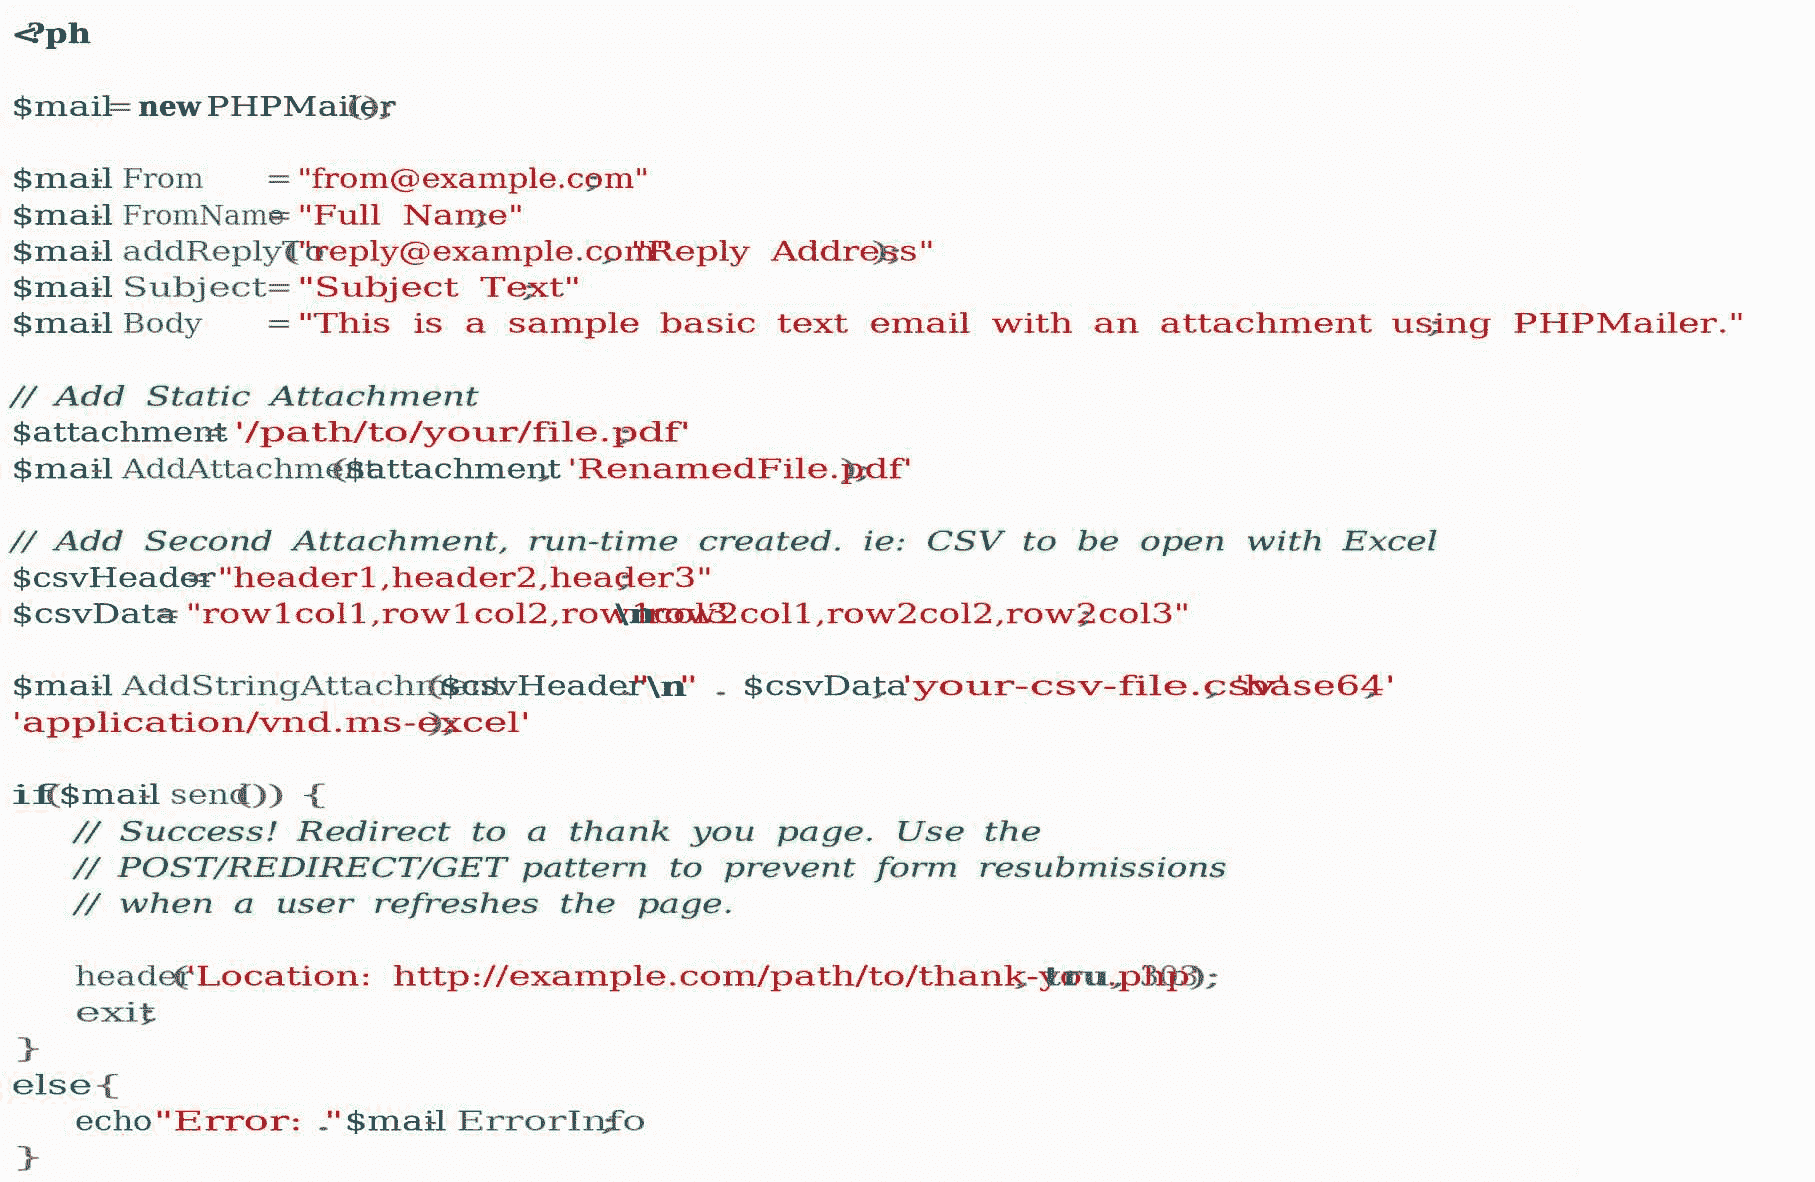 <?ph
$mail = new PHPMailer();
$mail-From = "from@example.com";
$mail-FromName = "Full Name";
$mail-addReplyTo("reply@example.com", "Reply Address");
$mail-Subject = "Subject Text";
$mail-Body = "This is a sample basic text email with an attachment using PHPMailer.";
// Add Static Attachment
$attachment = '/path/to/your/file.pdf';
$mail-AddAttachment($attachment, 'RenamedFile.pdf');
// Add Second Attachment, run-time created. ie: CSV to be open with Excel
$csvHeader = "header1,header2,header3";
$csvData = "row1col1,row1col2,row1col3\nrow2col1,row2col2,row2col3";
$mail-AddStringAttachment($csvHeader . "\n" . $csvData, 'your-csv-file.csv', 'base64',
'application/vnd.ms-excel');
if($mail-send()) {
// Success! Redirect to a thank you page. Use the
// POST/REDIRECT/GET pattern to prevent form resubmissions
// when a user refreshes the page.
header('Location: http://example.com/path/to/thank-you.php', tru, 303);
exit;
}
else {
echo "Error: " . $mail-ErrorInfo;
}